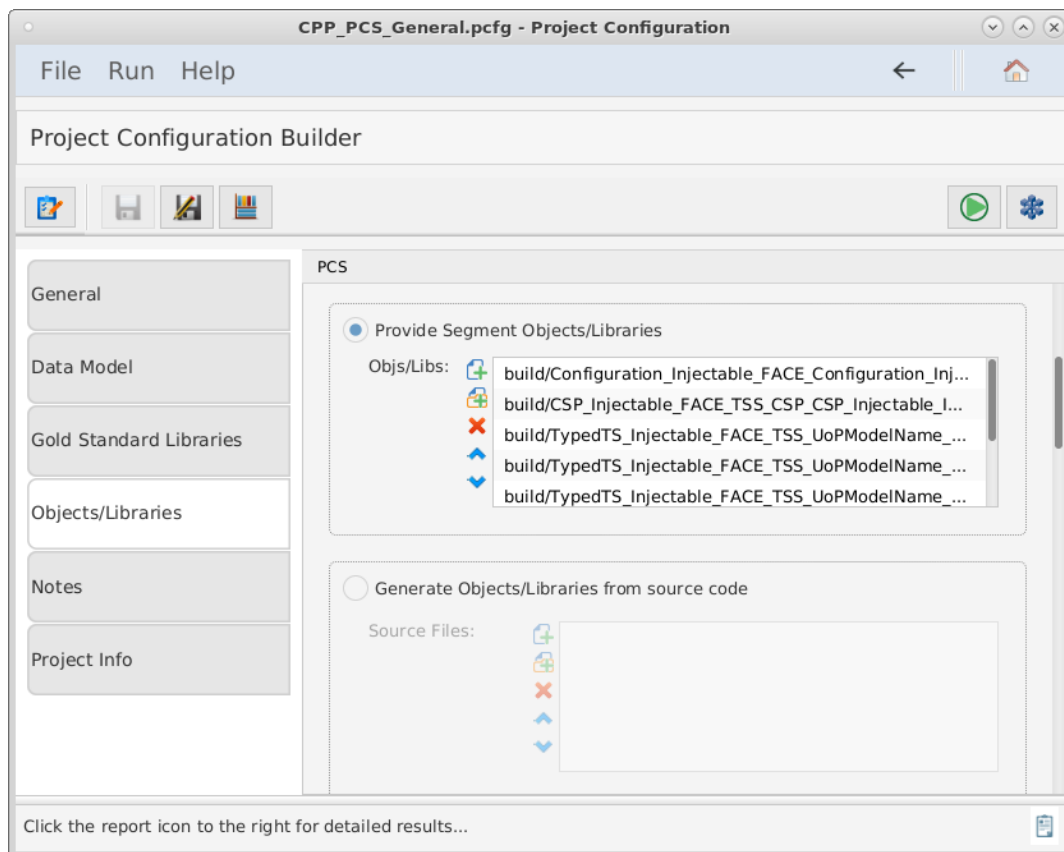 CPP_PCS_General.pcfg - Project Configuration
File Run Help
Project Configuration Builder
General
Data Model
Gold Standard Libraries
Objects/Libraries
Notes
Project Info
PCS
Provide Segment Objects/Libraries
Objs/Libs:
build/Configuration_Injectable_FACE_Configuration_Inj...
build/CSP_Injectable_FACE_TSS_CSP_CSP_Injectable_I...
build/TypedTS_Injectable_FACE_TSS_UoPModelName_...
build/TypedTS_Injectable_FACE_TSS_UoPModelName_...
build/TypedTS_Injectable_FACE_TSS_UoPModelName_...
Generate Objects/Libraries from source code
Source Files:
Click the report icon to the right for detailed results...